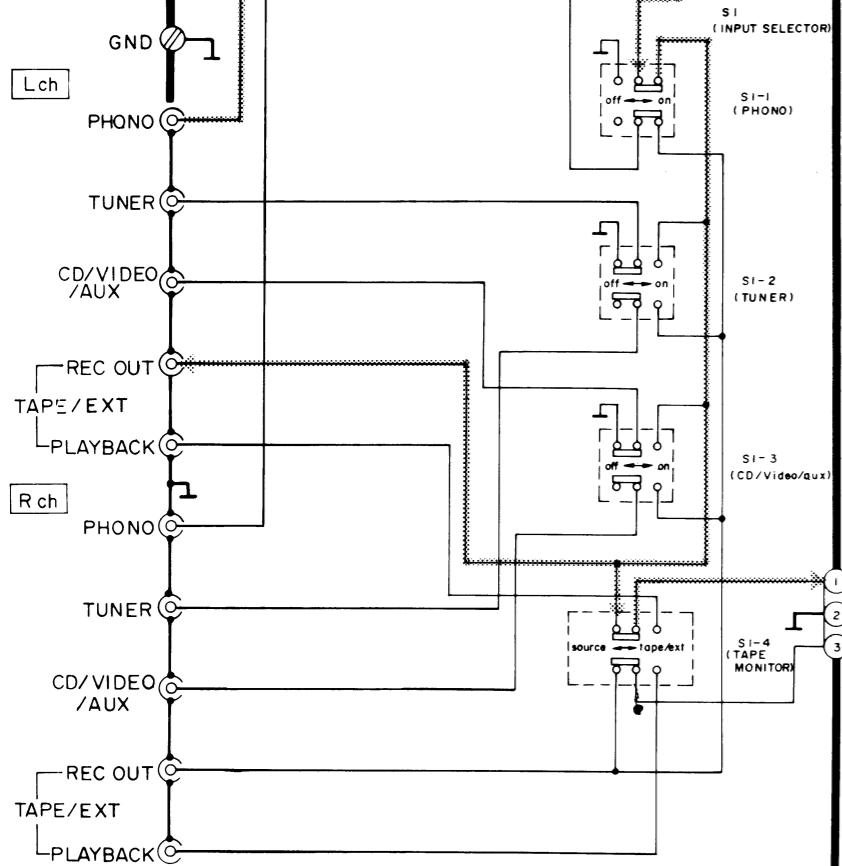 GND
L ch
PHONO
TUNER
CD/VIDEO
/AUX
REC OUT
TAPE/EXT
PLAYBACK
R ch
PHONO
TUNER
CD/VIDEO
/AUX
REC OUT
TAPE/EXT
PLAYBACK
S1
(INPUT SELECTOR)
off on
S1-1
(PHONO)
off on
S1-2
(TUNER)
off on
S1-3
(CD/Video/aux)
source tape/ext
S1-4
(TAPE
MONITOR)
1
2
3